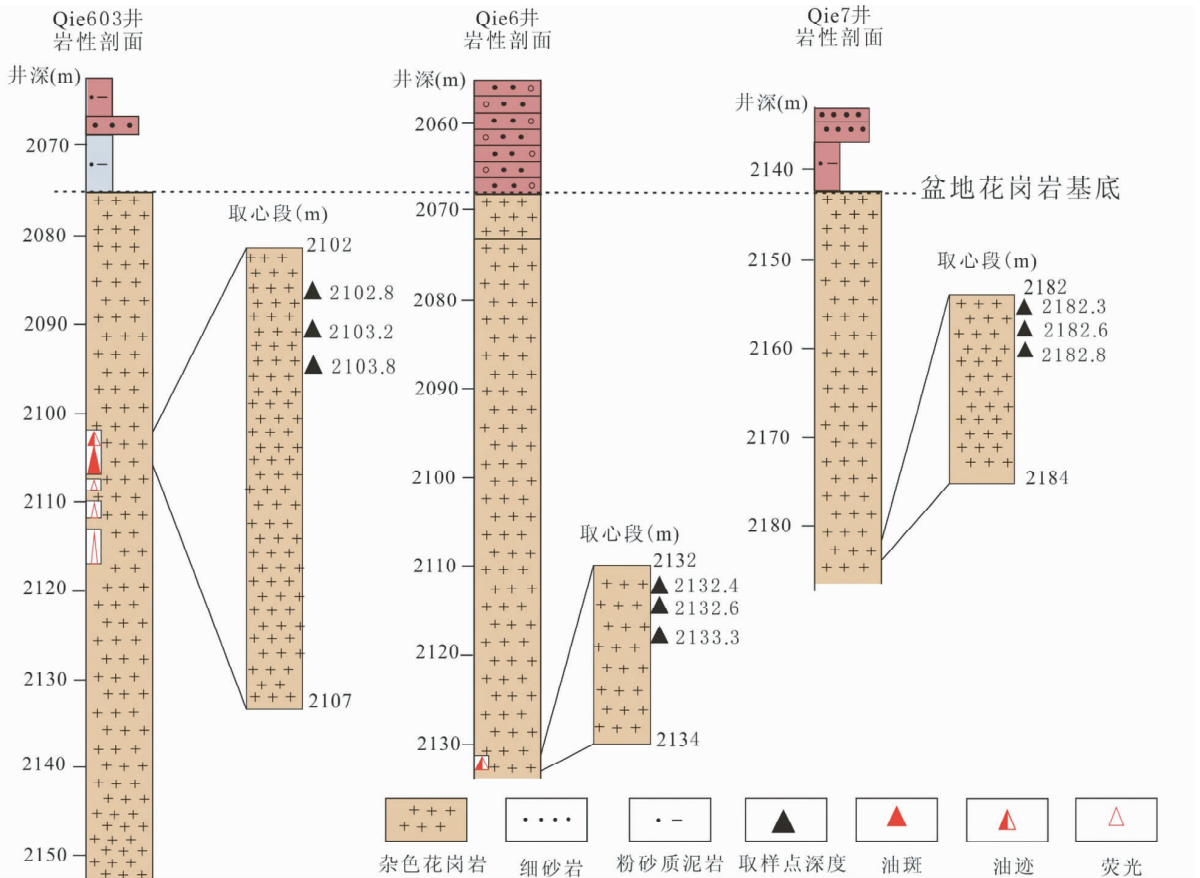 Qie603井
岩性剖面
井深(m)
2070
2080
2090
2100
2110
2120
2130
2140
2150
取心段(m)
2102
2102.8
2103.2
2103.8
2107
Qie6井
岩性剖面
井深(m)
2060
2070
2080
2090
2100
2110
2120
2130
取心段(m)
2132
2132.4
2132.6
2133.3
2134
Qie7井
岩性剖面
井深(m)
2140
2150
2160
2170
2180
盆地花岗岩基底
取心段(m)
2182
2182.3
2182.6
2182.8
2184
杂色花岗岩
细砂岩
粉砂质泥岩
取样点深度
油斑
油迹
荧光